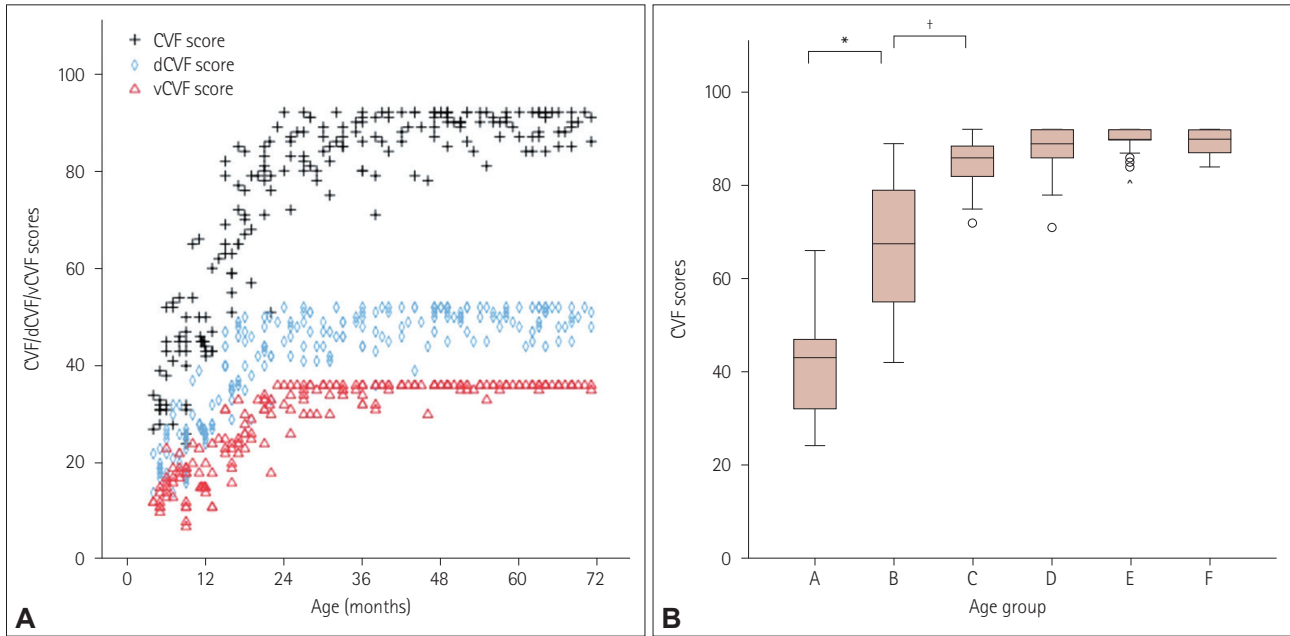 CVF score
dCVF score
vCVF score
100
80
60
40
20
0
CVF/dCVF/vCVF scores
0 12 24 36 48 60 72
Age (months)
A
* †
100
80
60
40
20
0
CVF scores
A B C D E F
Age group
B